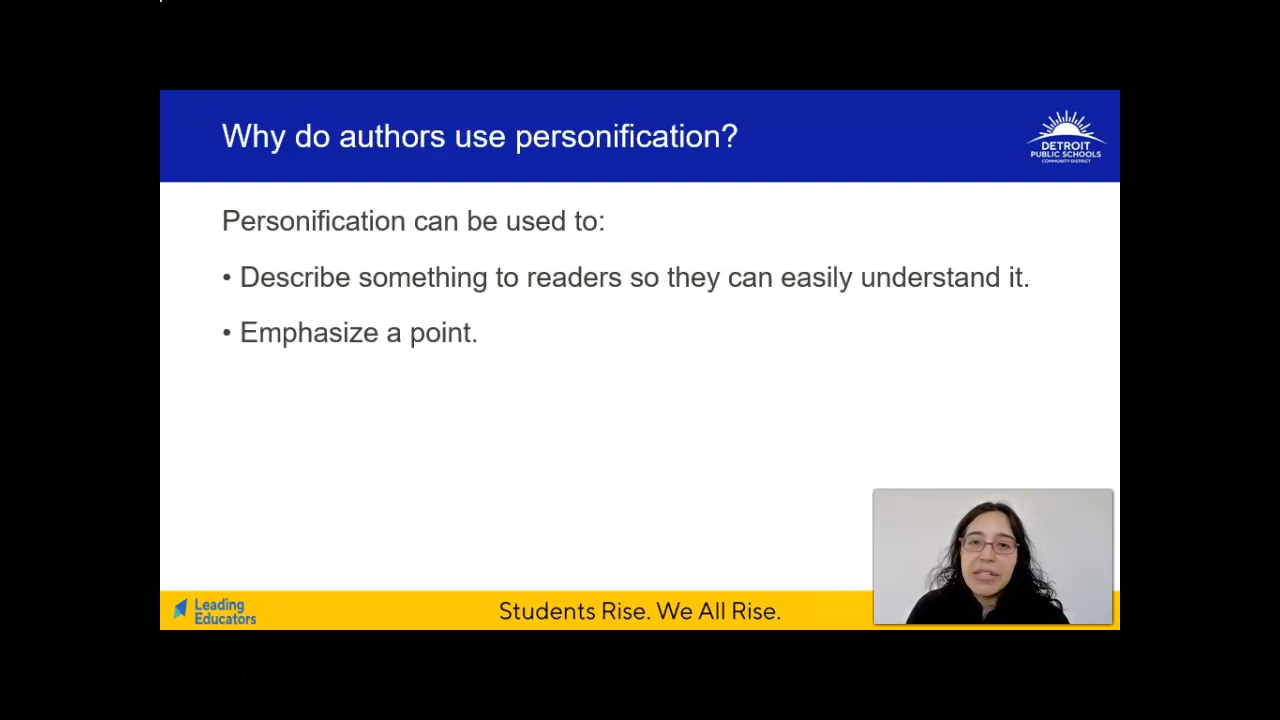 Why do authors use personification?
DETROIT
PUBLIC SCHOOLS
COMMUNITY DISTRICT
Personification can be used to:
• Describe something to readers so they can easily understand it.
• Emphasize a point.
Leading
Educators
Students Rise. We All Rise.